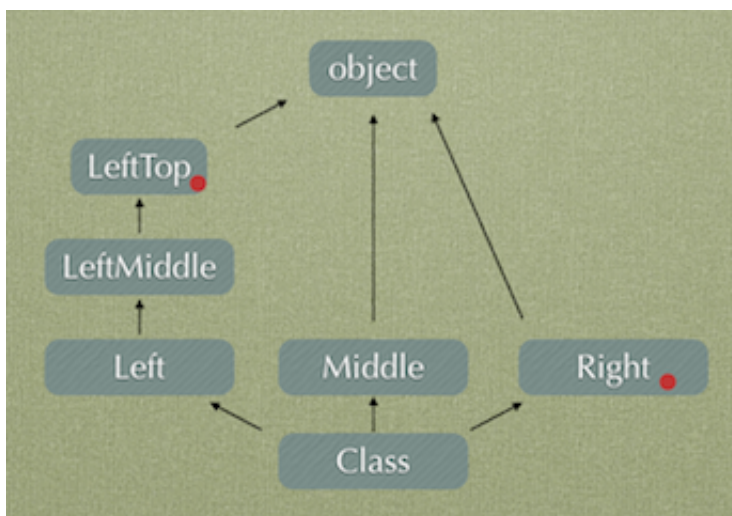 object
LeftTop
LeftMiddle
Left
Middle
Right
Class